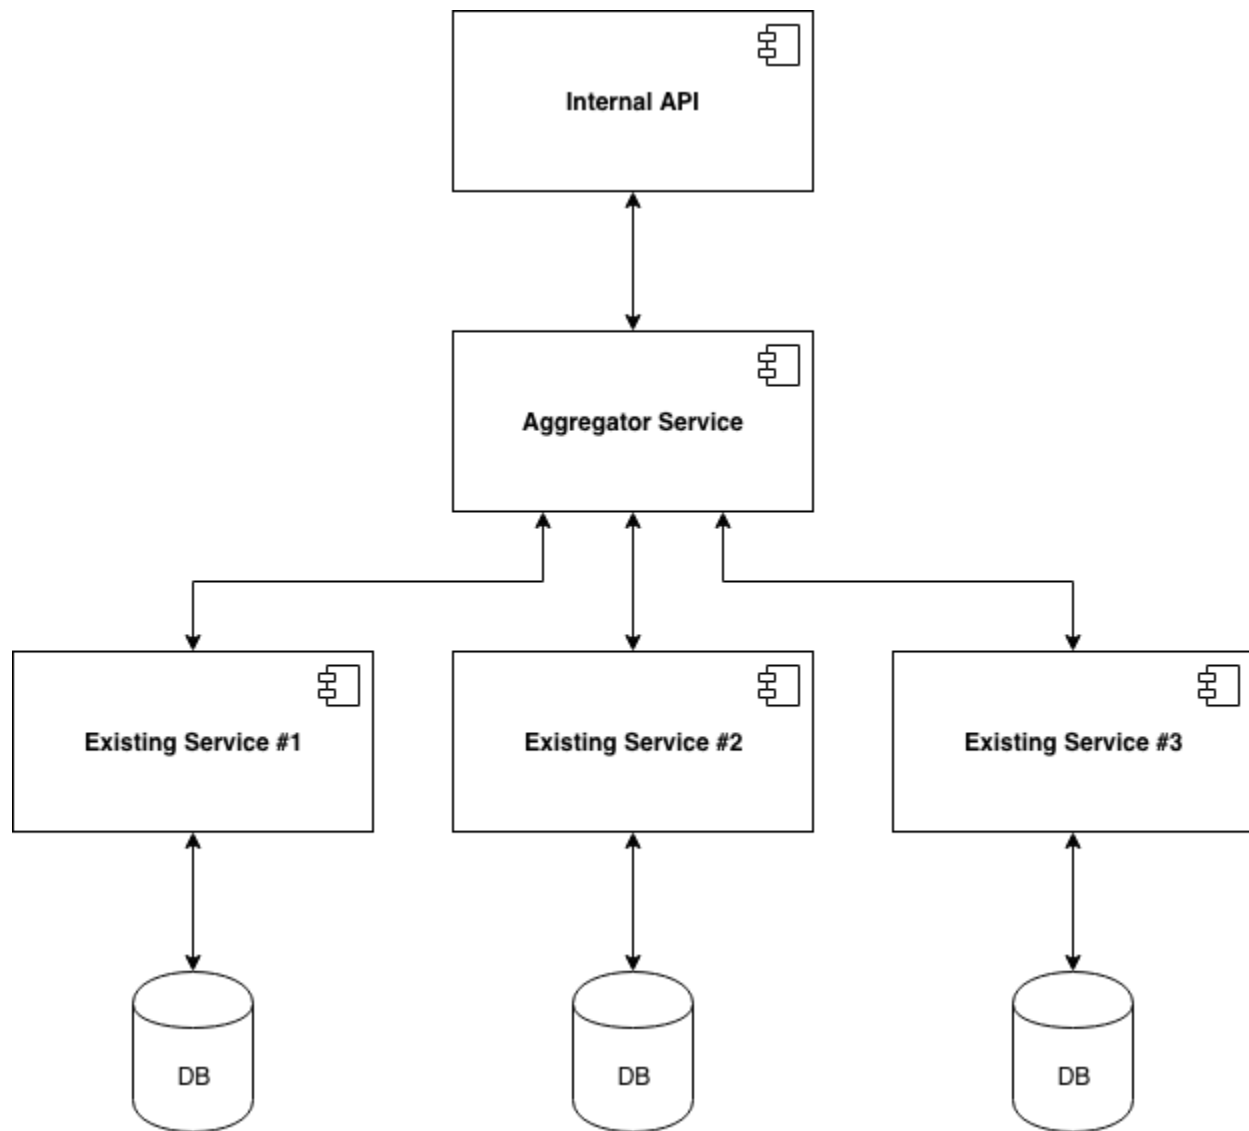 Internal API
Aggregator Service
Existing Service #1
Existing Service #2
Existing Service #3
DB
DB
DB